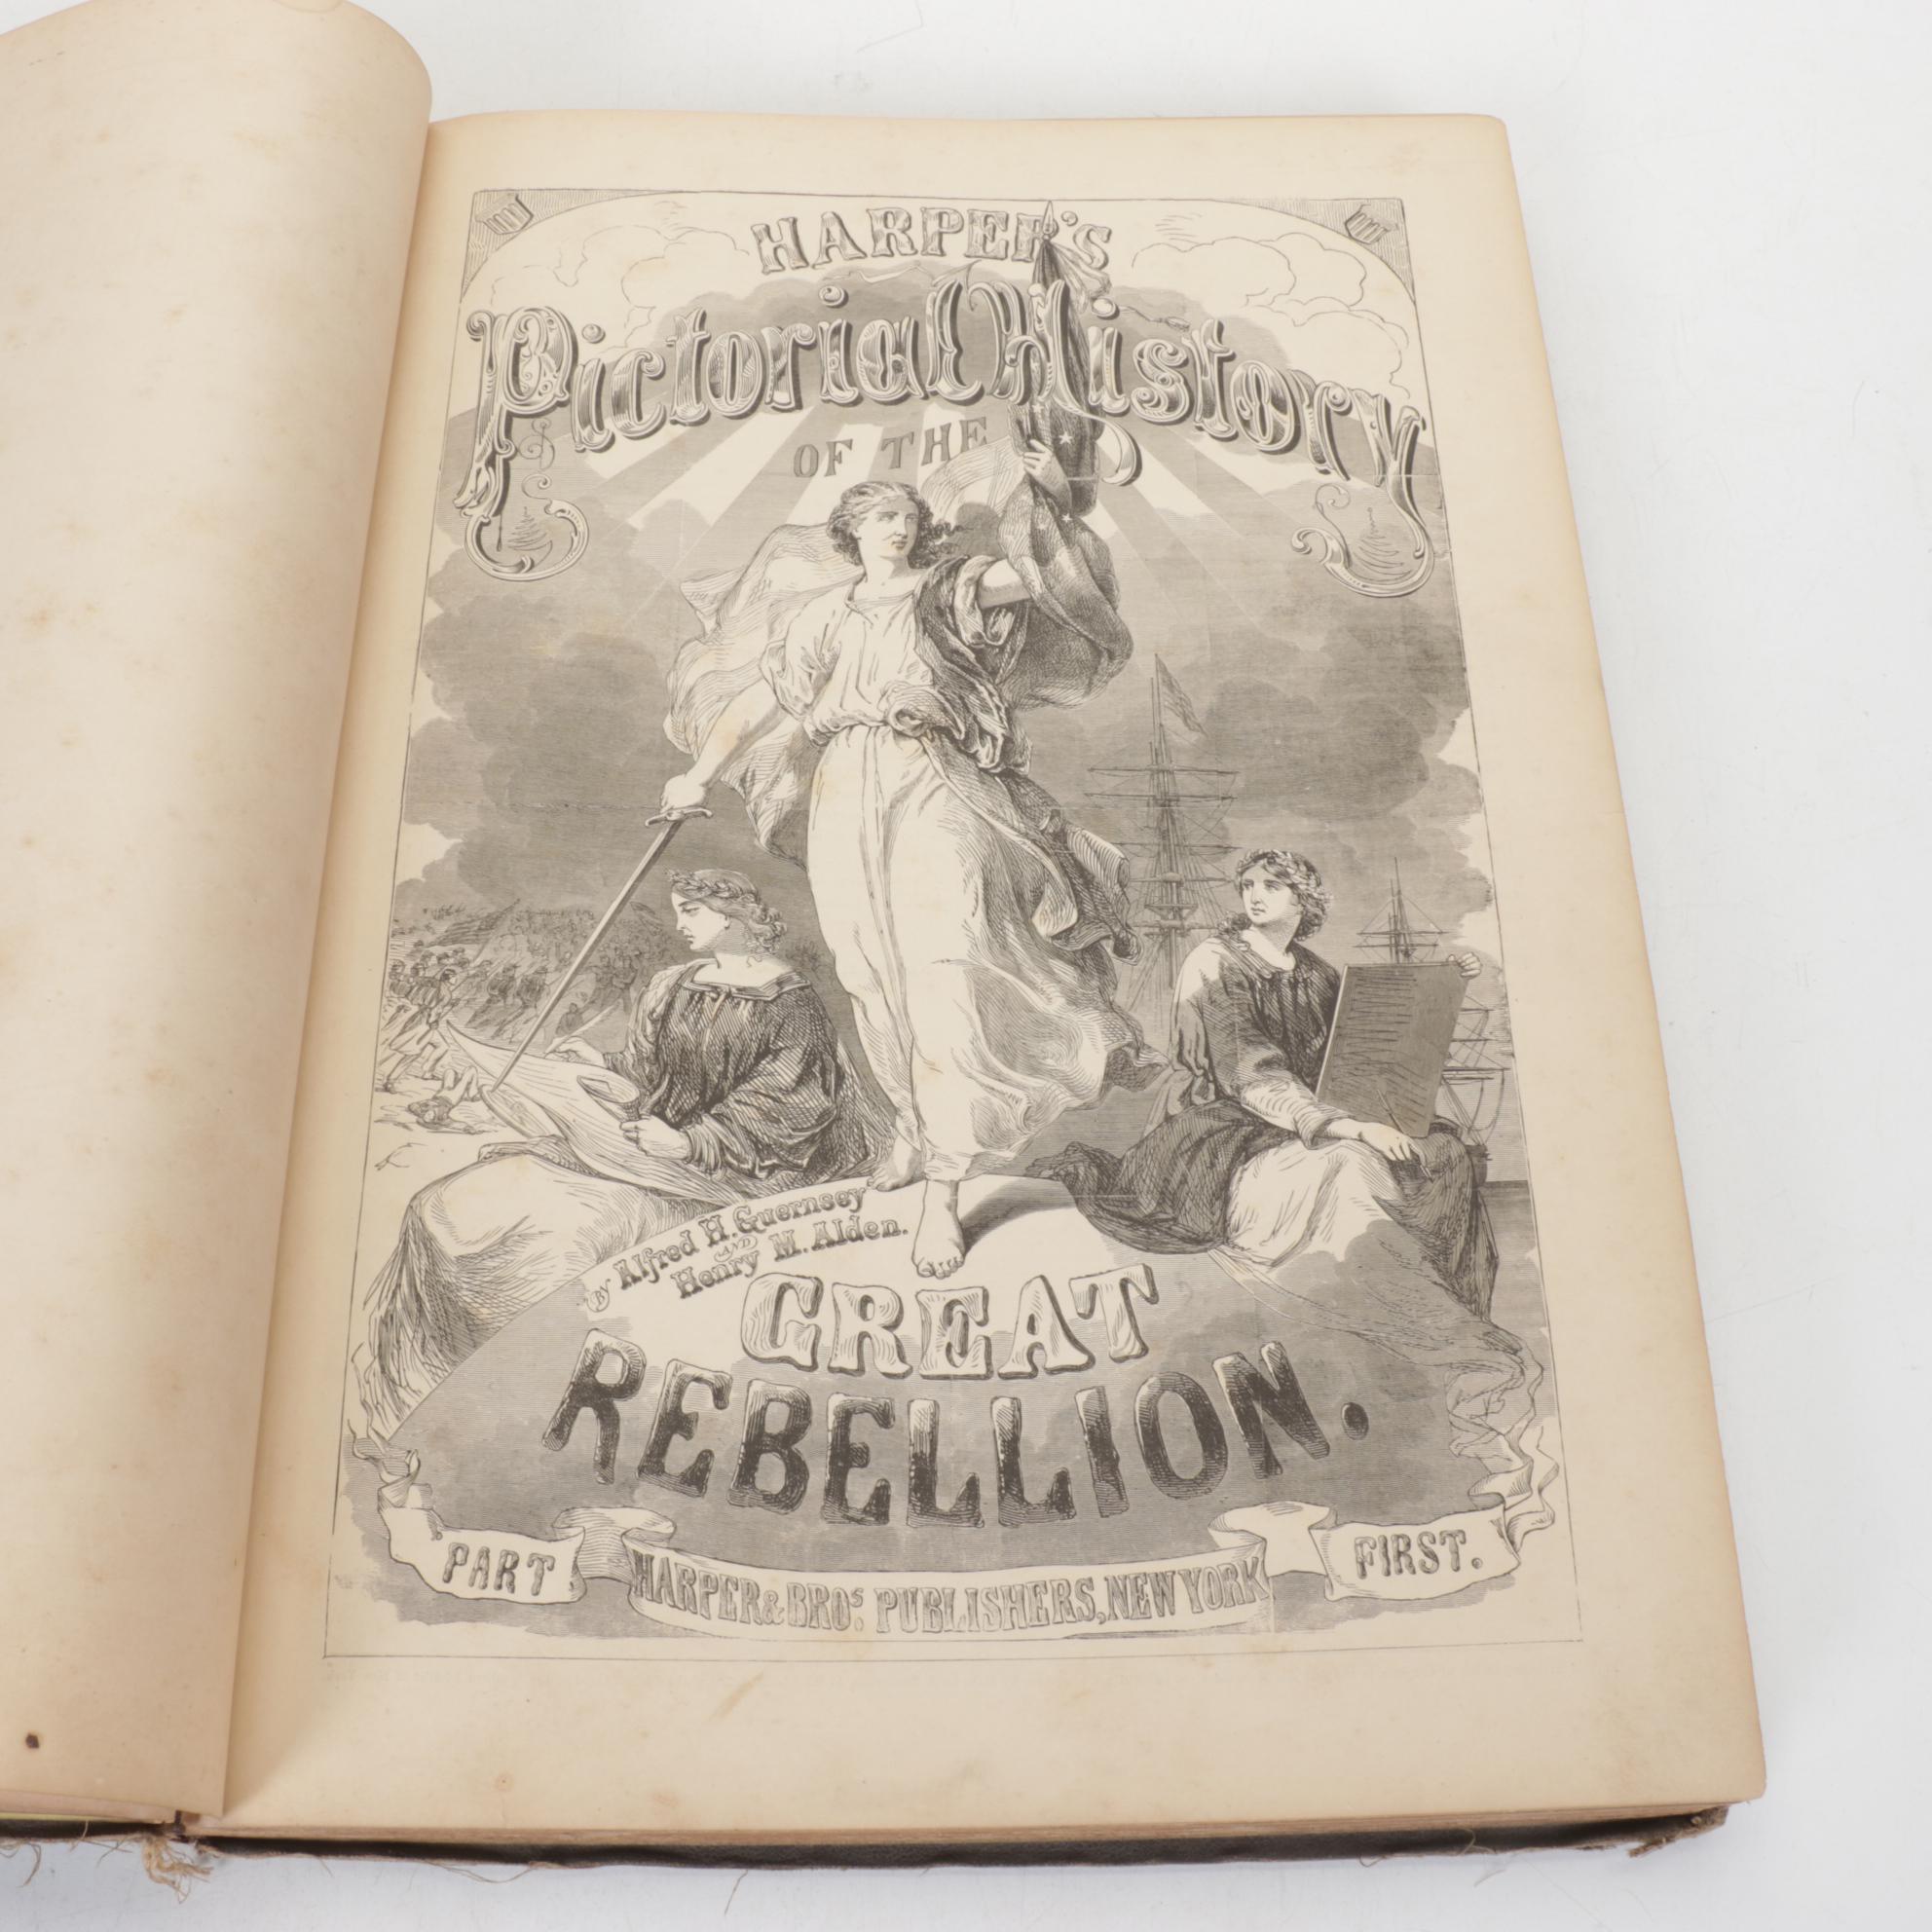 HARPER'S
Pictorial History
OF THE
By Alfred H. Guernsey
AND
Henry M. Alden.
GREAT
REBELLION.
PART FIRST.
HARPER & BROS. PUBLISHERS, NEW YORK